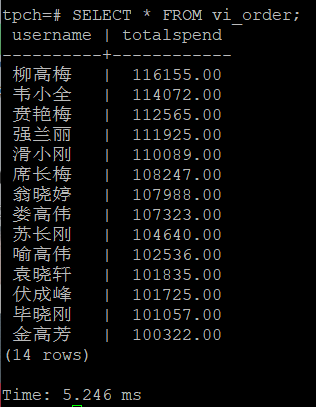 tpch=# SELECT * FROM vi_order;
username | totalspend
----------+------------
柳高梅 | 116155.00
韦小全 | 114072.00
贲艳梅 | 112565.00
强兰丽 | 111925.00
滑小刚 | 110089.00
席长梅 | 108247.00
翁晓婷 | 107988.00
娄高伟 | 107323.00
苏长刚 | 104640.00
喻高伟 | 102536.00
袁晓轩 | 101835.00
伏成峰 | 101725.00
毕晓刚 | 101057.00
金高芳 | 100322.00
(14 rows)
Time: 5.246 ms